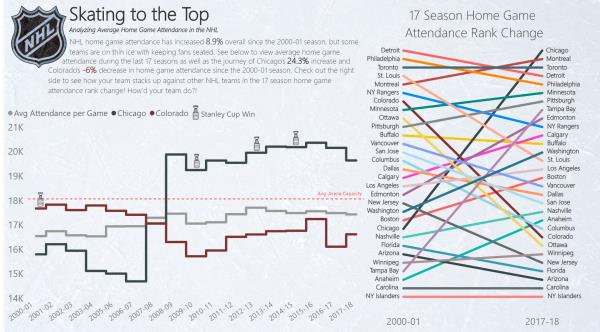 NHL
Skating to the Top
Analyzing Average Home Game Attendance in the NHL
NHL home game attendance has increased 8.9% overall since the 2000-01 season, but some
teams are on thin ice with keeping fans seated. See below to view average home game
attendance during the last 17 seasons as well as the journey of Chicago's 24.3% increase and
Colorado's -6% decrease in home game attendance since the 2000-01 season. Check out the right
side to see how your team stacks up against other NHL teams in the 17 season home game
attendance rank change! How'd your team do?!
Avg Attendance per Game Chicago Colorado Stanley Cup Win
21K
20K
19K
18K
17K
16K
15K
14K
Avg. Arena Capacity
2000-01
2001-02
2002-03
2003-04
2005-06
2006-07
2007-08
2008-09
2009-10
2010-11
2011-12
2012-13
2013-14
2014-15
2015-16
2016-17
2017-18
17 Season Home Game
Attendance Rank Change
Detroit
Philadelphia
Toronto
St. Louis
Montreal
NY Rangers
Colorado
Minnesota
Ottawa
Pittsburgh
Buffalo
Vancouver
San Jose
Columbus
Dallas
Calgary
Los Angeles
Edmonton
New Jersey
Washington
Boston
Chicago
Nashville
Florida
Winnipeg
Tampa Bay
Anaheim
Carolina
NY Islanders
Chicago
Montreal
Toronto
Detroit
Philadelphia
Minnesota
Pittsburgh
Tampa Bay
Edmonton
NY Rangers
Calgary
Buffalo
Washington
St. Louis
Los Angeles
Boston
Vancouver
Dallas
San Jose
Nashville
Anaheim
Columbus
Colorado
Ottawa
Winnipeg
New Jersey
Florida
Arizona
Carolina
NY Islanders
2000-01 2017-18